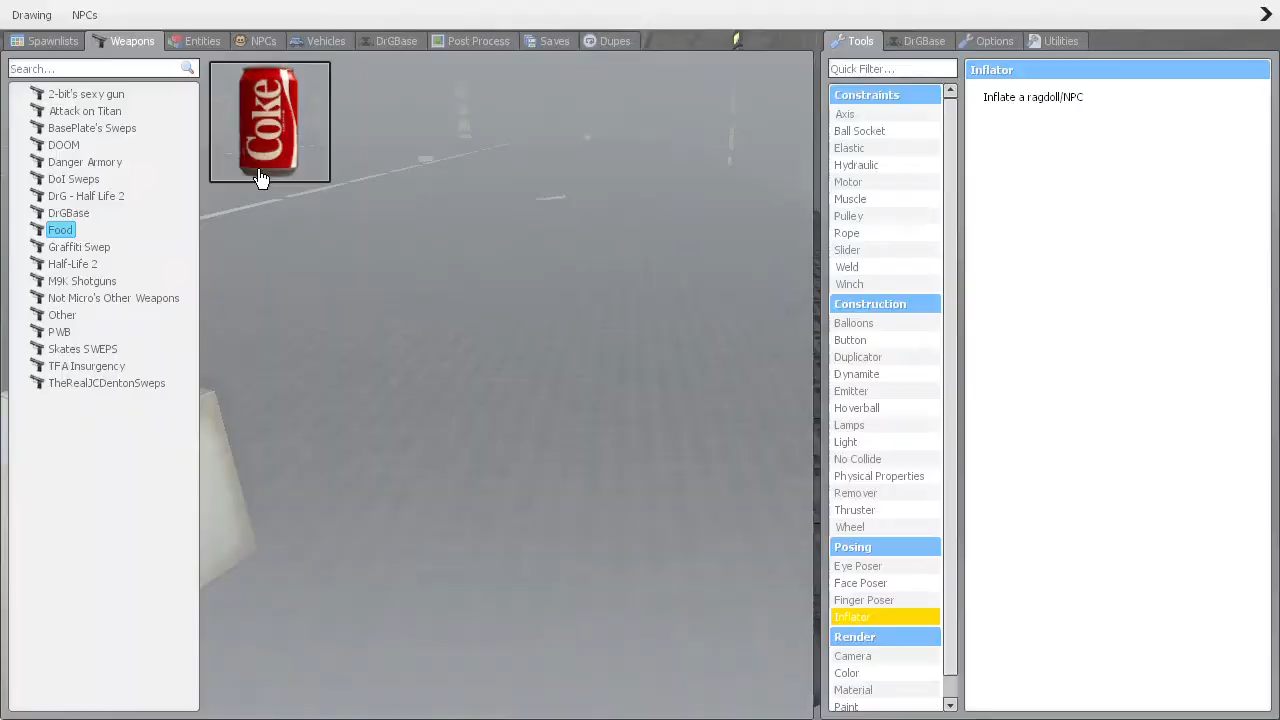 Drawing NPCs
Spawnlists Weapons Entities NPCs Vehicles DrGBase Post Process Saves Dupes
Search...
2-bit's sexy gun
Attack on Titan
BasePlate's Sweps
DOOM
Danger Armory
DoI Sweps
DrG - Half Life 2
DrGBase
Food
Graffiti Swep
Half-Life 2
M9K Shotguns
Not Micro's Other Weapons
Other
PWB
Skates SWEPS
TFA Insurgency
TheRealJCDentonSweps
Coke
Tools DrGBase Options Utilities
Quick Filter...
Constraints
Axis
Ball Socket
Elastic
Hydraulic
Motor
Muscle
Pulley
Rope
Slider
Weld
Winch
Construction
Balloons
Button
Duplicator
Dynamite
Emitter
Hoverball
Lamps
Light
No Collide
Physical Properties
Remover
Thruster
Wheel
Posing
Eye Poser
Face Poser
Finger Poser
Inflator
Render
Camera
Color
Material
Paint
Inflator
Inflate a ragdoll/NPC